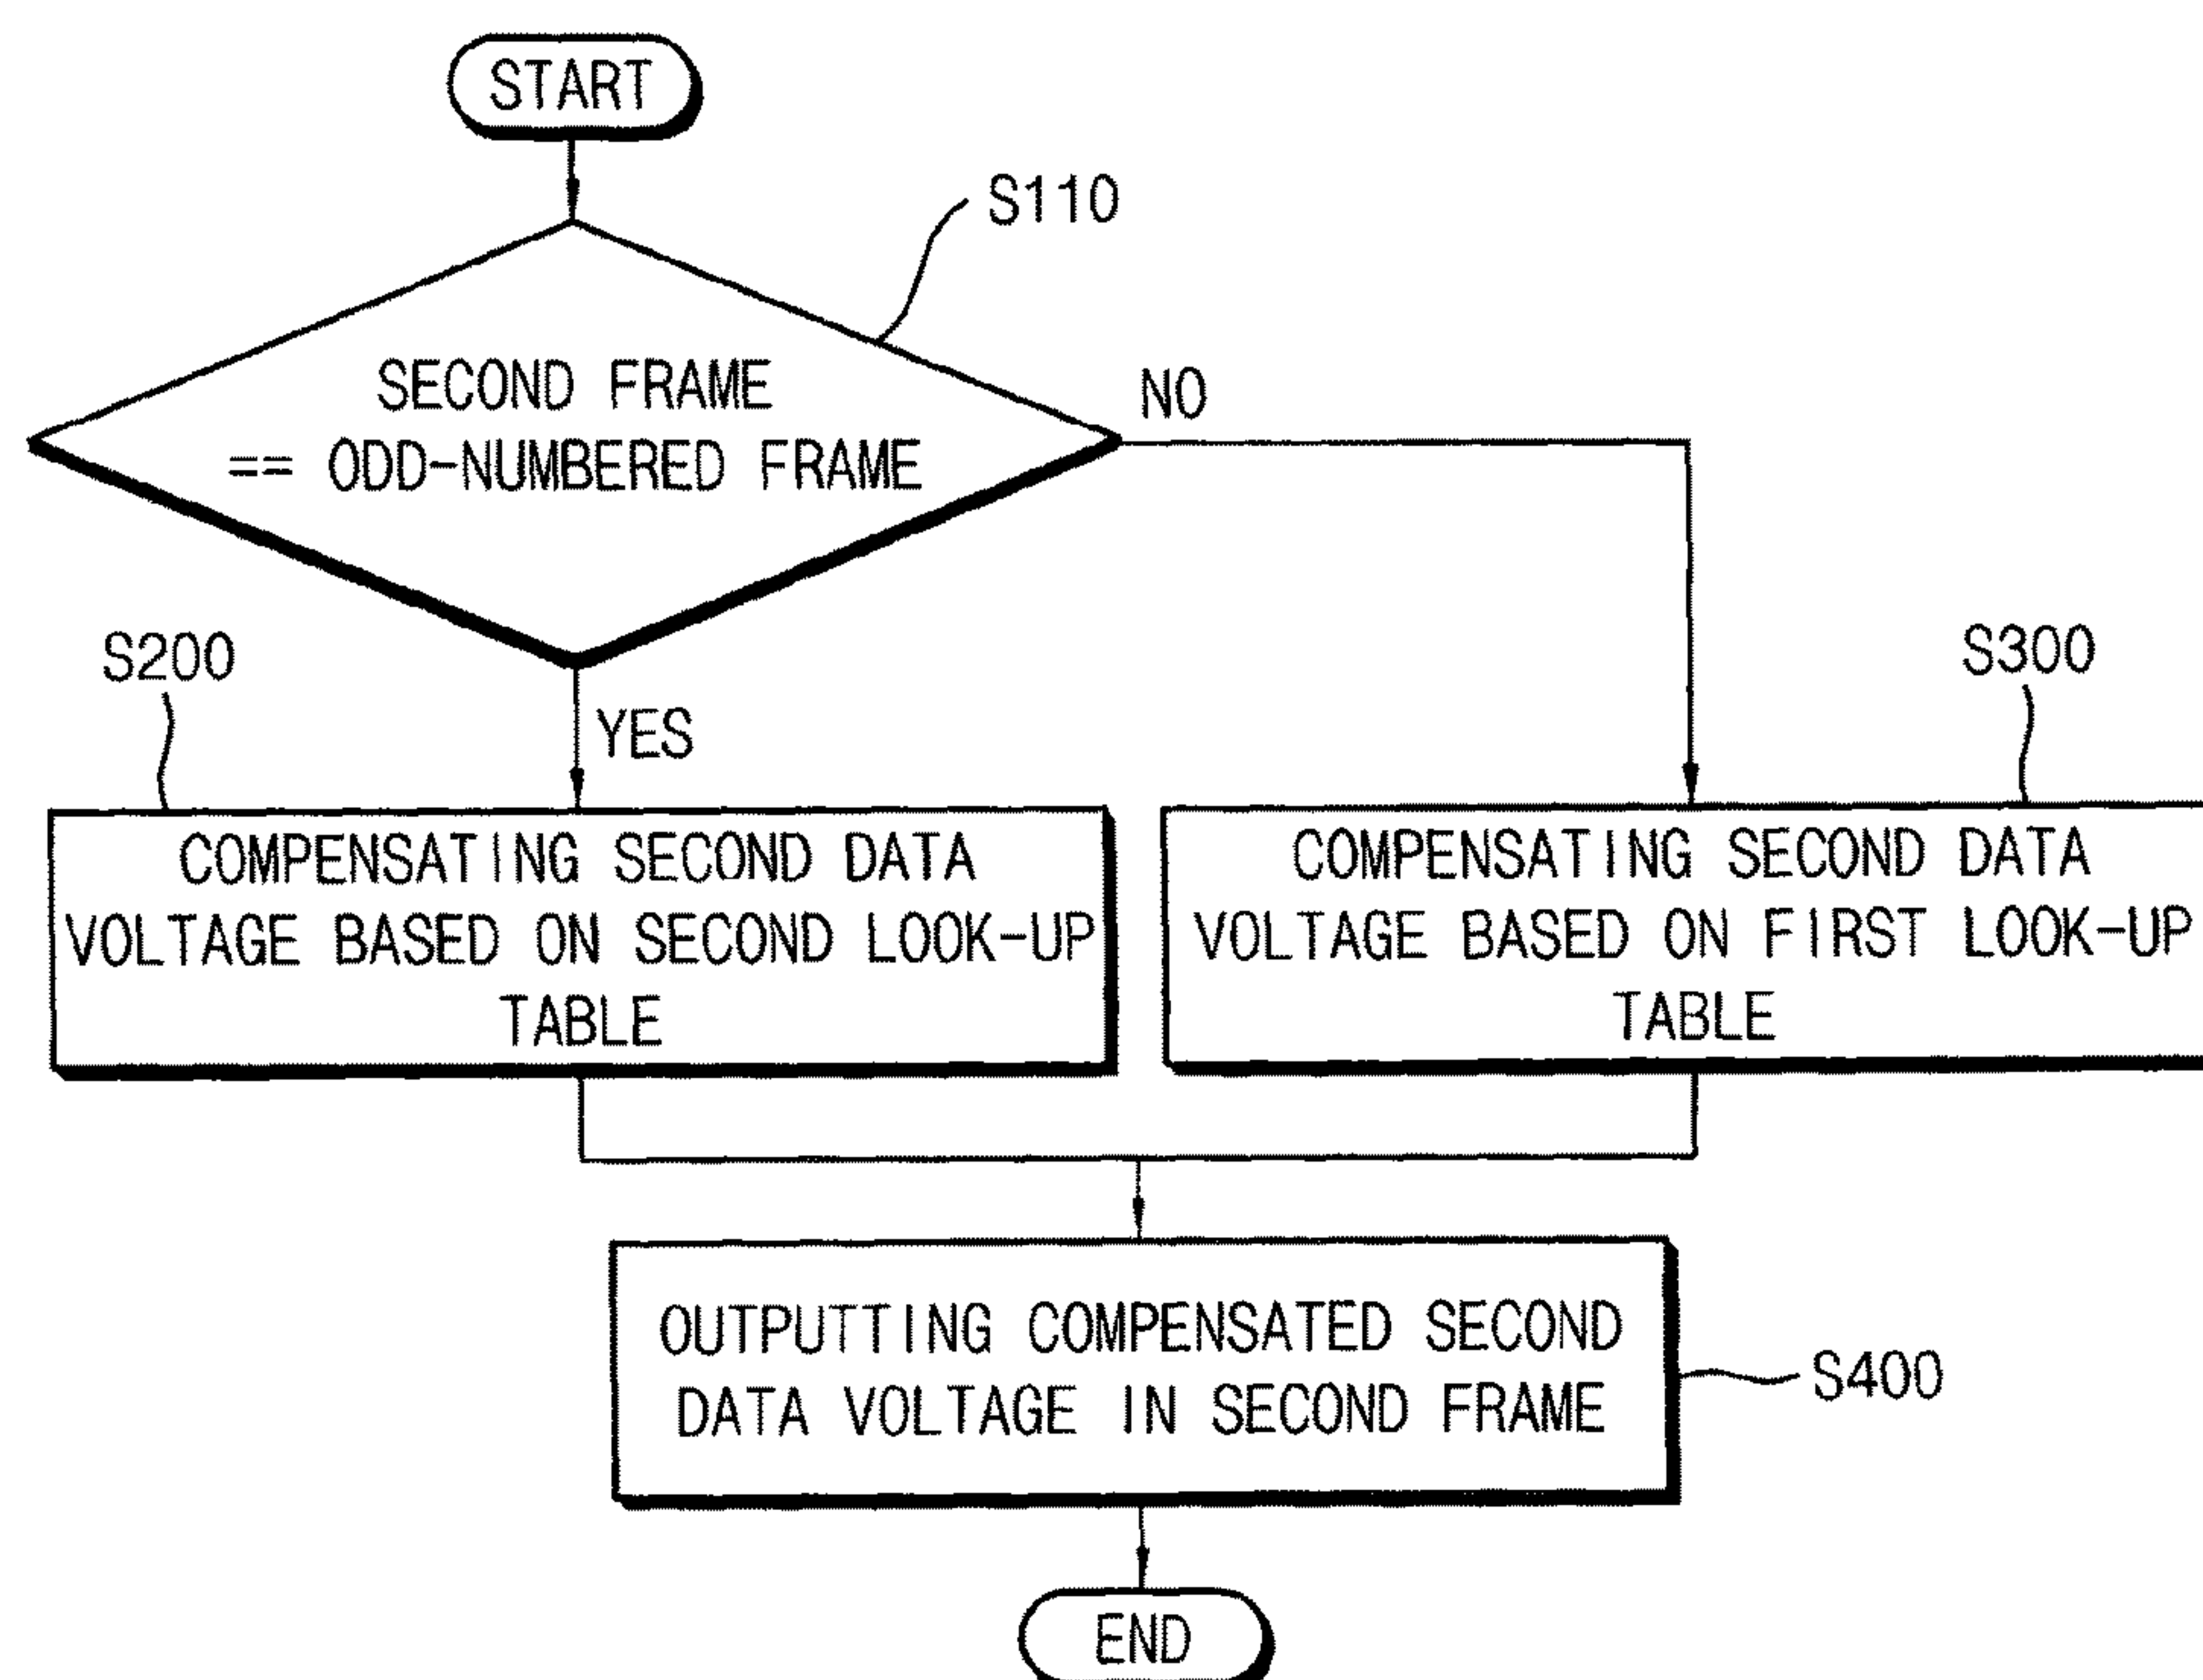 START
S110
SECOND FRAME
== ODD-NUMBERED FRAME
NO
S200
YES
S300
COMPENSATING SECOND DATA
VOLTAGE BASED ON SECOND LOOK-UP
TABLE
COMPENSATING SECOND DATA
VOLTAGE BASED ON FIRST LOOK-UP
TABLE
OUTPUTTING COMPENSATED SECOND
DATA VOLTAGE IN SECOND FRAME
S400
END